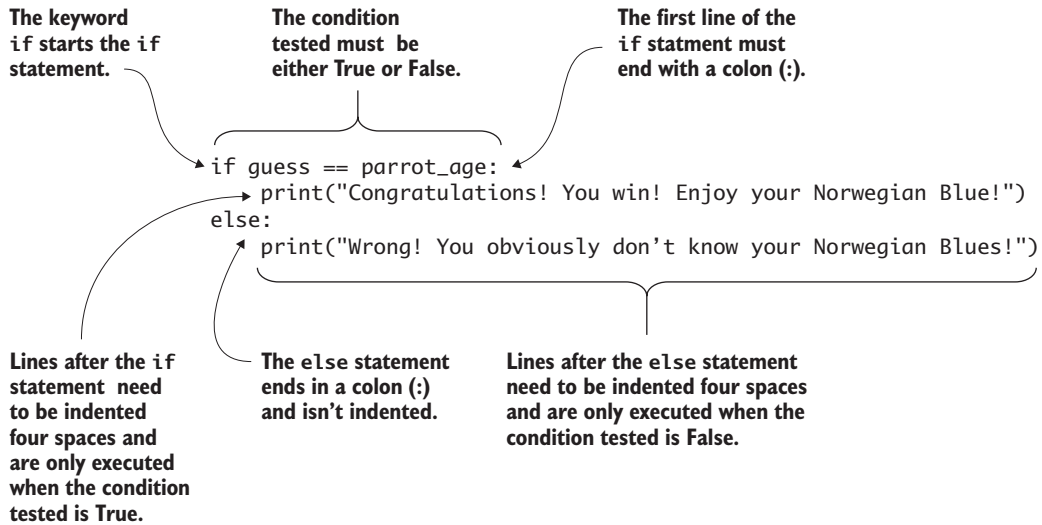 The keyword
if starts the if
statement.
The condition
tested must be
either True or False.
The first line of the
if statment must
end with a colon (:).
if guess == parrot_age:
print("Congratulations! You win! Enjoy your Norwegian Blue!")
else:
print("Wrong! You obviously don't know your Norwegian Blues!")
Lines after the if
statement need
to be indented
four spaces and
are only executed
when the condition
tested is True.
The else statement
ends in a colon (:)
and isn't indented.
Lines after the else statement
need to be indented four spaces
and are only executed when the
condition tested is False.